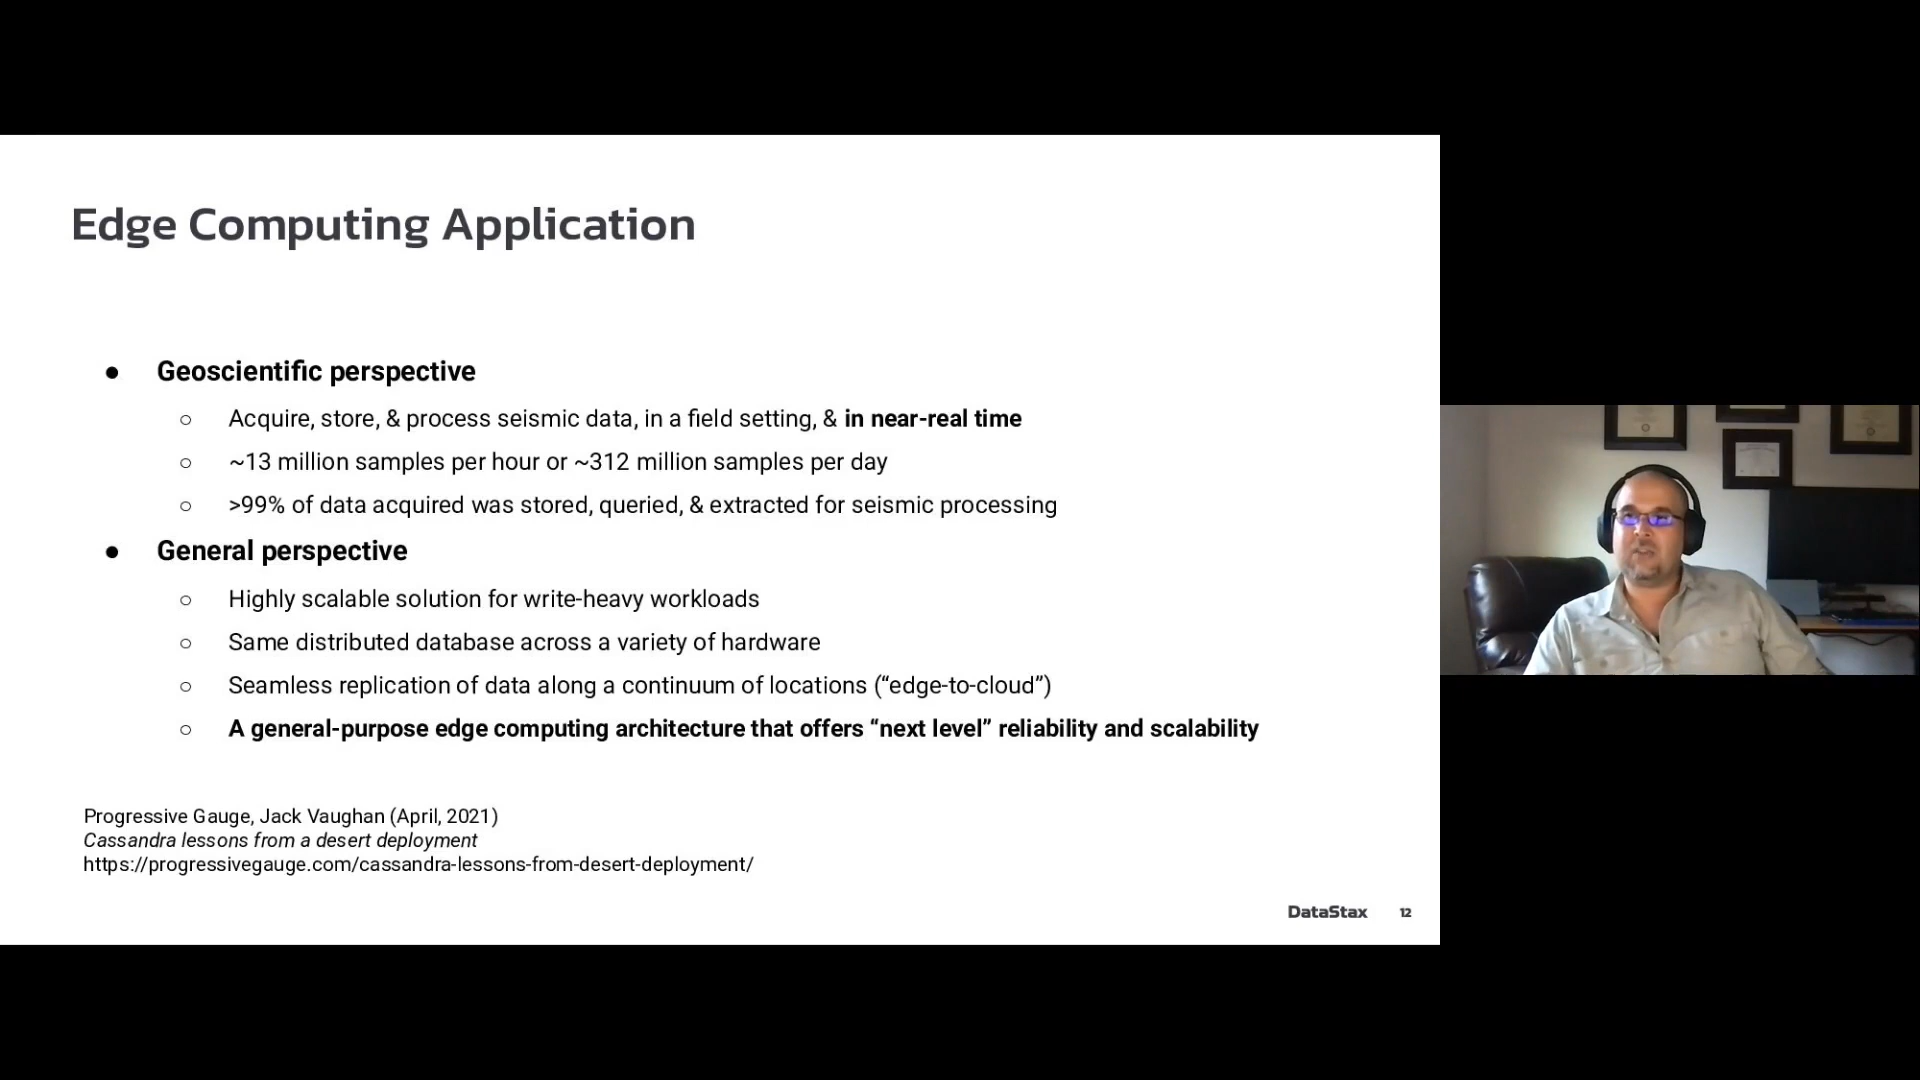 Edge Computing Application
● Geoscientific perspective
○ Acquire, store, & process seismic data, in a field setting, & in near-real time
○ ~13 million samples per hour or ~312 million samples per day
○ >99% of data acquired was stored, queried, & extracted for seismic processing
● General perspective
○ Highly scalable solution for write-heavy workloads
○ Same distributed database across a variety of hardware
○ Seamless replication of data along a continuum of locations (“edge-to-cloud”)
○ A general-purpose edge computing architecture that offers “next level” reliability and scalability
Progressive Gauge, Jack Vaughan (April, 2021)
Cassandra lessons from a desert deployment
https://progressivegauge.com/cassandra-lessons-from-desert-deployment/
DataStax 12